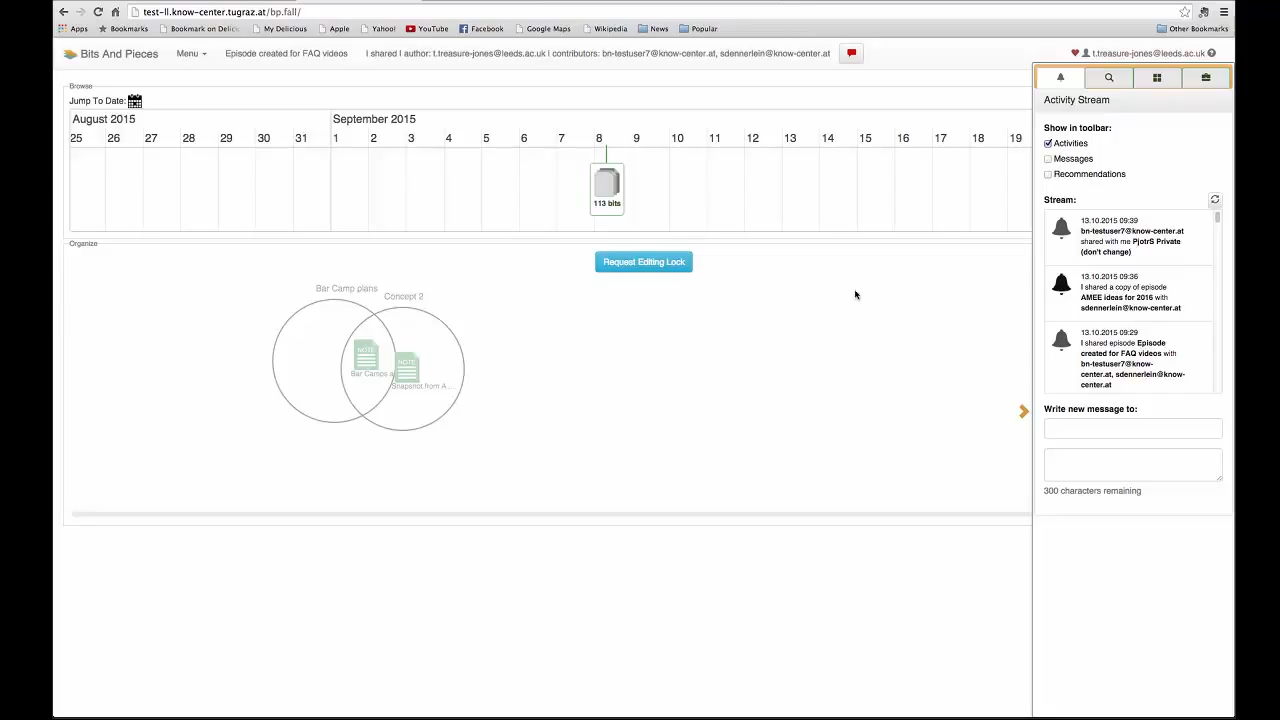 test-ll.know-center.tugraz.at/bp.fall/
Apps Bookmarks Bookmark on Delic My Delicious Apple Yahoo! YouTube Facebook Google Maps Wikipedia News Popular Other Bookmarks
Bits And Pieces Menu Episode created for FAQ videos I shared | author: t.treasure-jones@leeds.ac.uk | contributors: bn-testuser7@know-center.at, sdennerlein@know-center.at t.treasure-jones@leeds.ac.uk
Browse
Jump To Date:
August 2015 September 2015
25 26 27 28 29 30 31 1 2 3 4 5 6 7 8 9 10 11 12 13 14 15 16 17 18 19
113 bits
Organize
Request Editing Lock
Bar Camp plans
Concept 2
NOTE
NOTE
Bar Camps a
Snapshot from A....
Activity Stream
Show in toolbar:
Activities
Messages
Recommendations
Stream:
13.10.2015 09:39
bn-testuser7@know-center.at
shared with me PjotrS Private
(don't change)
13.10.2015 09:36
I shared a copy of episode
AMEE ideas for 2016 with
sdennerlein@know-center.at
13.10.2015 09:29
I shared episode Episode
created for FAQ videos with
bn-testuser7@know-
center.at, sdennerlein@know-
center.at
Write new message to:
300 characters remaining